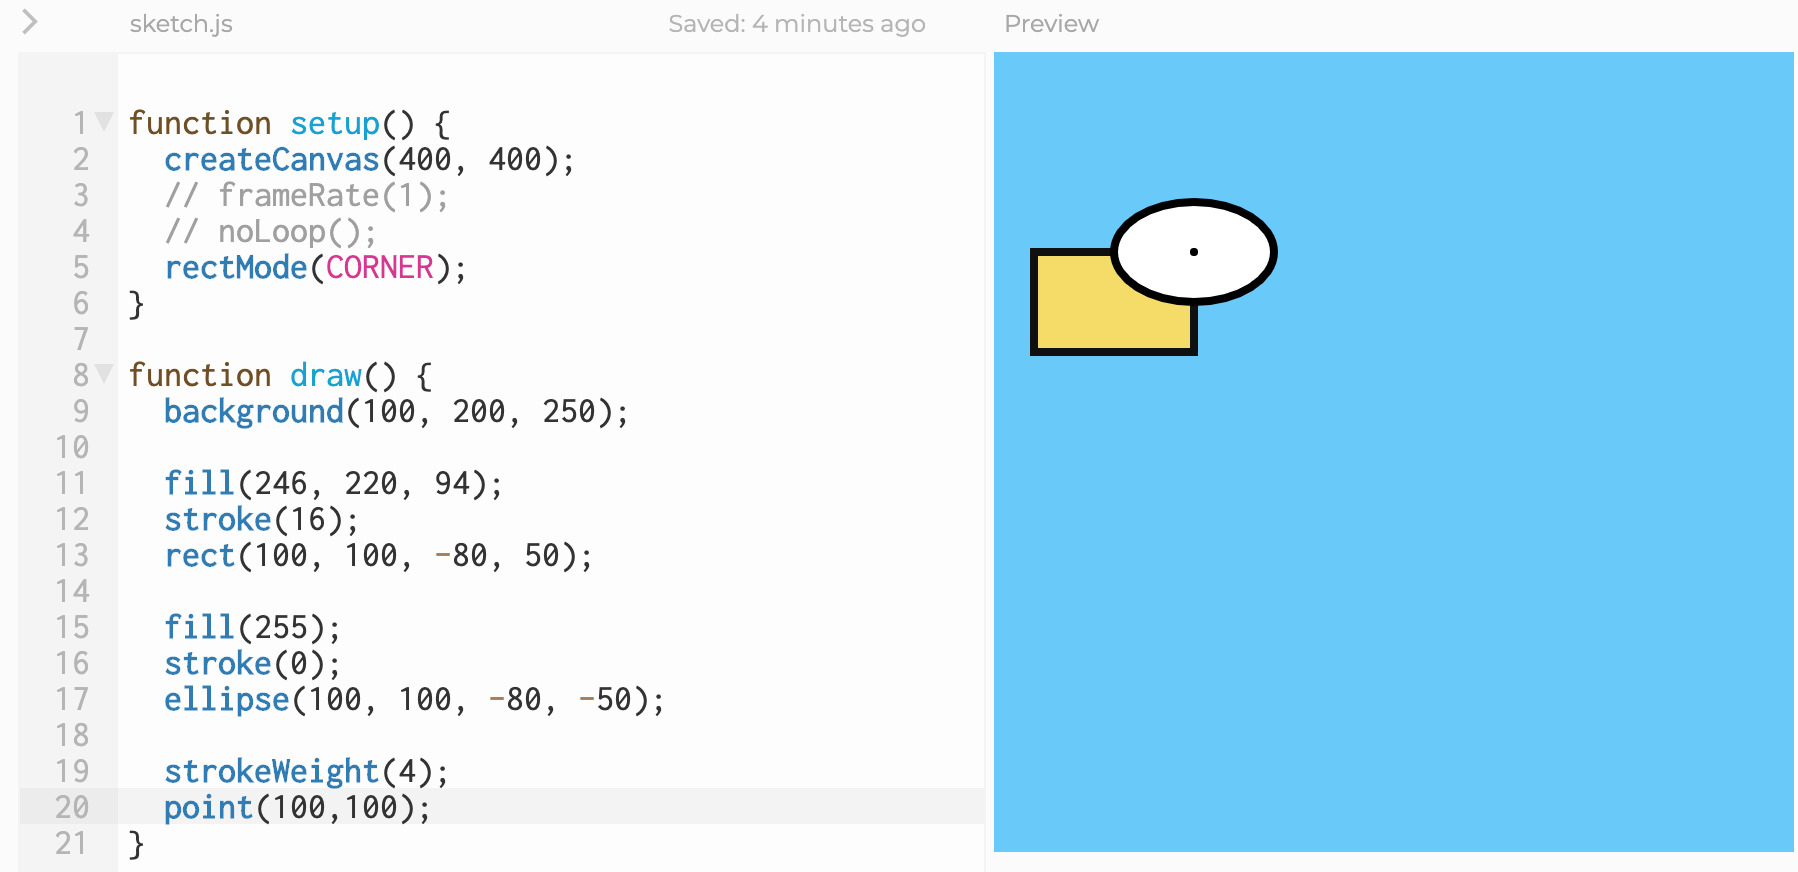 sketch.js
Saved: 4 minutes ago
Preview
1 function setup() {
2 createCanvas(400, 400);
3 // frameRate(1);
4 // noLoop();
5 rectMode(CORNER);
6 }
7
8 function draw() {
9 background(100, 200, 250);
10
11 fill(246, 220, 94);
12 stroke(16);
13 rect(100, 100, -80, 50);
14
15 fill(255);
16 stroke(0);
17 ellipse(100, 100, -80, -50);
18
19 strokeWeight(4);
20 point(100,100);
21 }